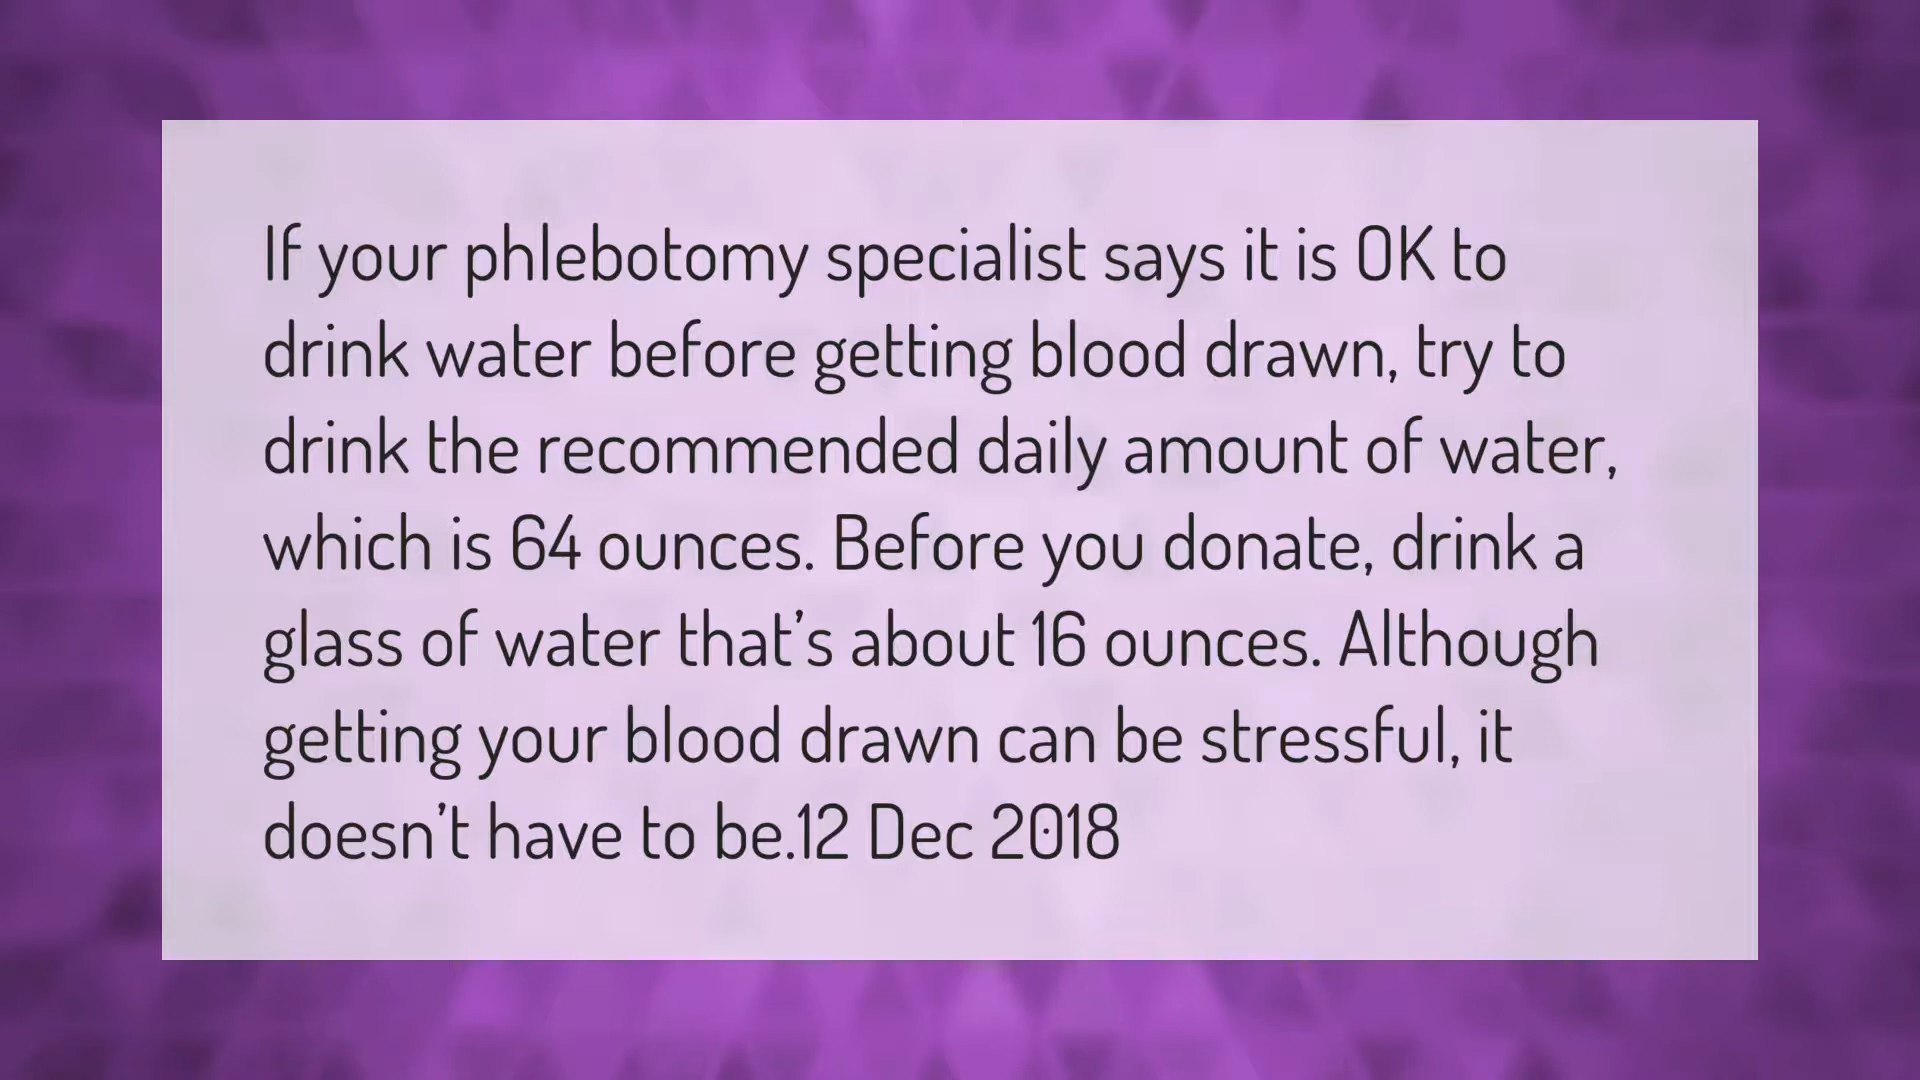 If your phlebotomy specialist says it is OK to
drink water before getting blood drawn, try to
drink the recommended daily amount of water,
which is 64 ounces. Before you donate, drink a
glass of water that’s about 16 ounces. Although
getting your blood drawn can be stressful, it
doesn’t have to be.12 Dec 2018